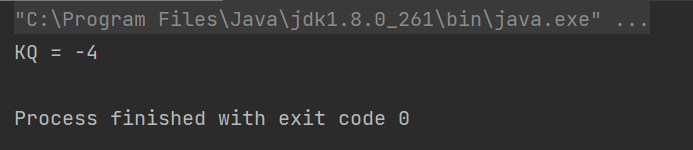 "C:\Program Files\Java\jdk1.8.0_261\bin\java.exe" ...
KQ = -4
Process finished with exit code 0